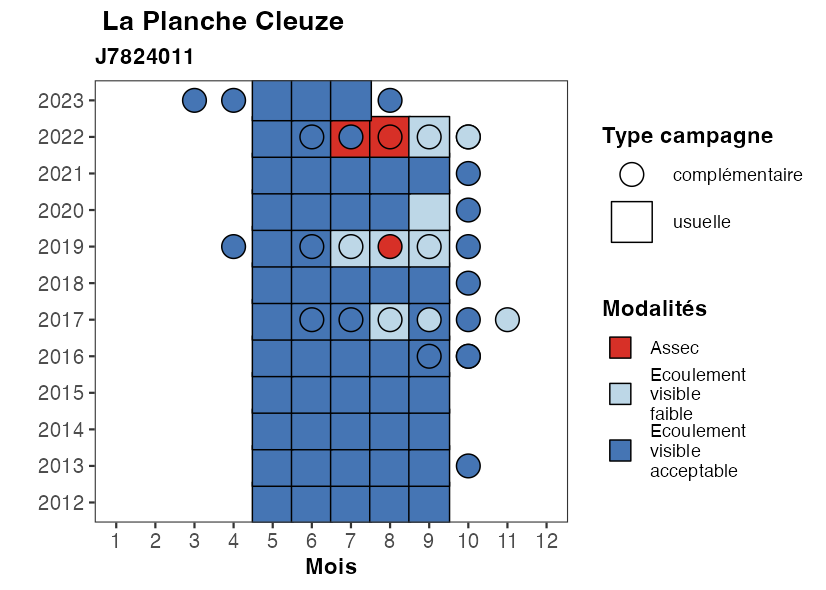 La Planche Cleuze
J7824011
2023
2022
2021
2020
2019
2018
2017
2016
2015
2014
2013
2012
1 2 3 4 5 6 7 8 9 10 11 12
Mois
Type campagne
complémentaire
usuelle
Modalités
Assec
Ecoulement
visible
faible
Ecoulement
visible
acceptable